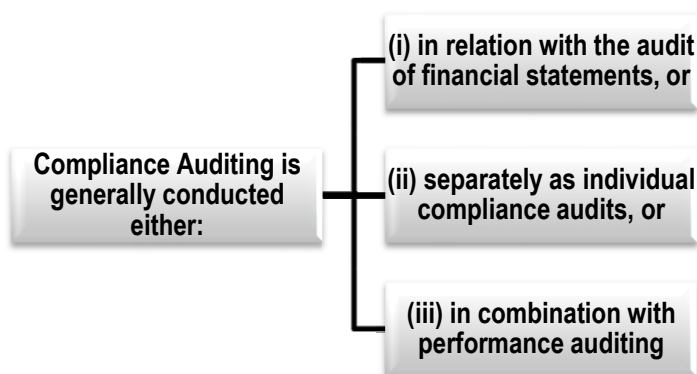 Compliance Auditing is
generally conducted
either:
(i) in relation with the audit
of financial statements, or
(ii) separately as individual
compliance audits, or
(iii) in combination with
performance auditing